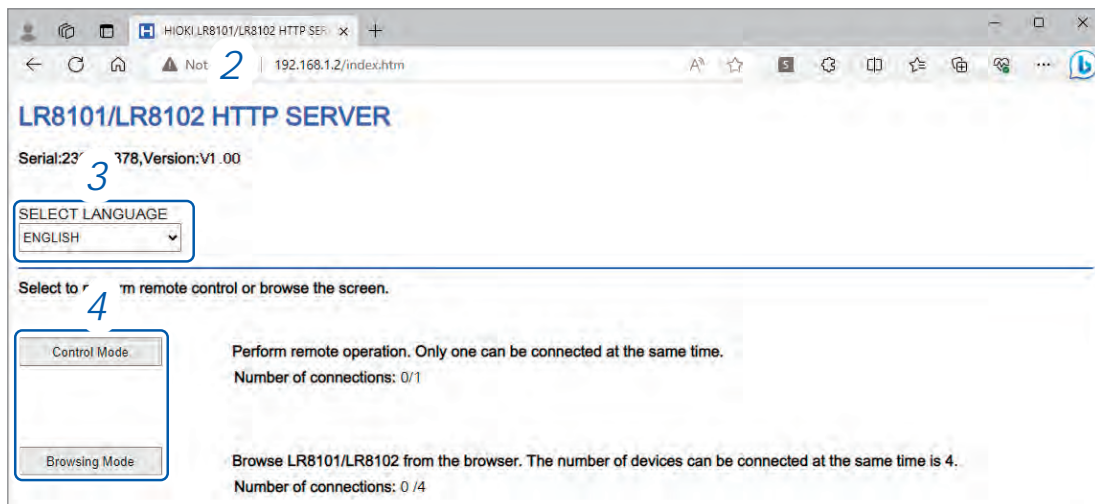 HIOKI LR8101/LR8102 HTTP SER
Not 2 192.168.1.2/index.htm
LR8101/LR8102 HTTP SERVER
Serial:23 378,Version:V1.00
3
SELECT LANGUAGE
ENGLISH
Select to rm remote control or browse the screen.
4
Control Mode
Perform remote operation. Only one can be connected at the same time.
Number of connections: 0/1
Browsing Mode
Browse LR8101/LR8102 from the browser. The number of devices can be connected at the same time is 4.
Number of connections: 0 /4